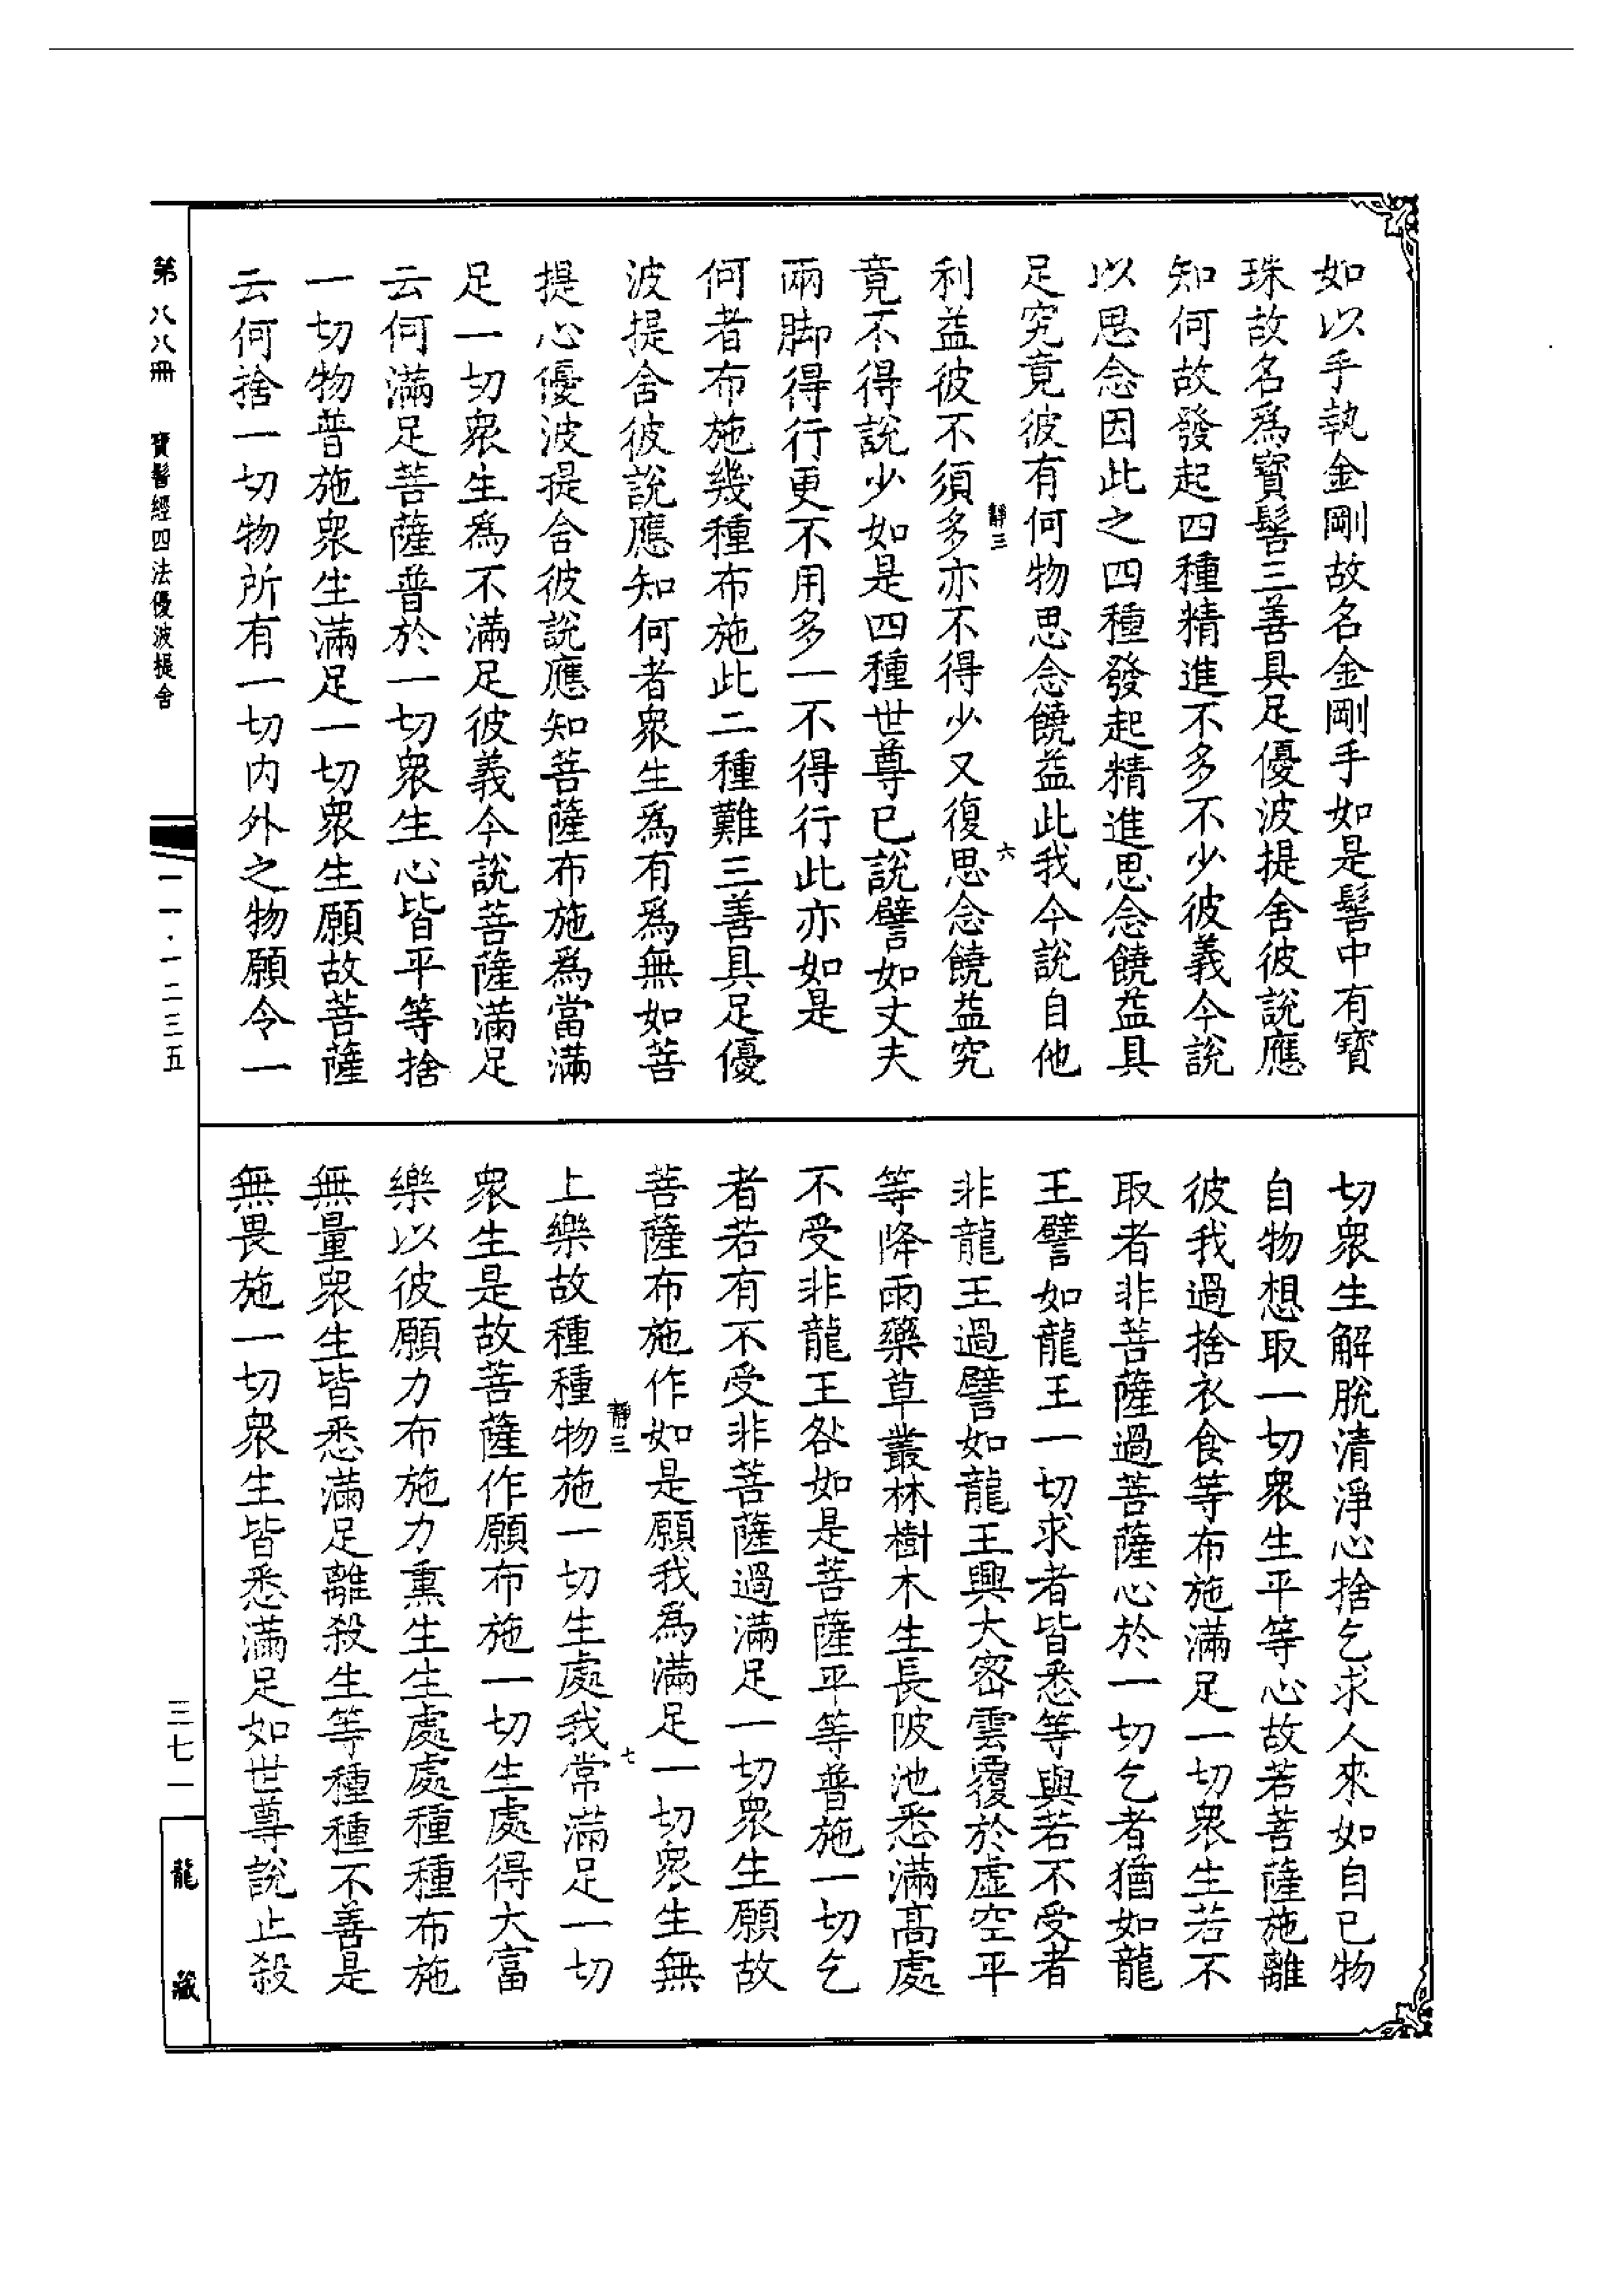 如以手執金剛故名金剛手如是髻中有寶
珠故名爲寶髻三善具足優波提舍彼說應
知何故發起四種精進不多不少彼義今說
以思念因此之四種發起精進思念饒益具
足究竟彼有何物思念饒益此我今說自他
靜三
六
利益彼不須多亦不得少又復思念饒益究
竟不得說少如是四種世尊已說譬如丈夫
兩脚得行更不用多一不得行此亦如是
何者布施幾種布施此二種難三善具足優
波提舍彼說應知何者眾生爲有爲無如菩
提心優波提舍彼說應知菩薩布施爲當滿
足一切眾生爲不滿足彼義今說菩薩滿足
云何滿足菩薩普於一切眾生心皆平等捨
一切物普施眾生滿足一切眾生願故菩薩
云何捨一切物所有一切內外之物願令一
切眾生解脫清淨心捨乞求人來如自己物
自物想取一切眾生平等心故若菩薩施離
彼我過捨衣食等布施滿足一切眾生若不
取者非菩薩過菩薩心於一切乞者猶如龍
王譬如龍王一切求者皆悉等與若不受者
非龍王過譬如龍王興大密雲覆於虛空平
等降雨藥草叢林樹木生長陂池悉滿高處
不受非龍王咎如是菩薩平等普施一切乞
者若有不受非菩薩過滿足一切眾生願故
菩薩布施作如是願我爲滿足一切眾生無
靜三
七
上樂故種種物施一切生處我常滿足一切
眾生是故菩薩作願布施一切生處得大富
樂以彼願力布施力熏生生處處種種布施
無量眾生皆悉滿足離殺生等種種不善是
無畏施一切眾生皆悉滿足如世尊說止殺
第八八冊 寶髻經四法優波提舍
一一·一二三五
三七一
龍藏